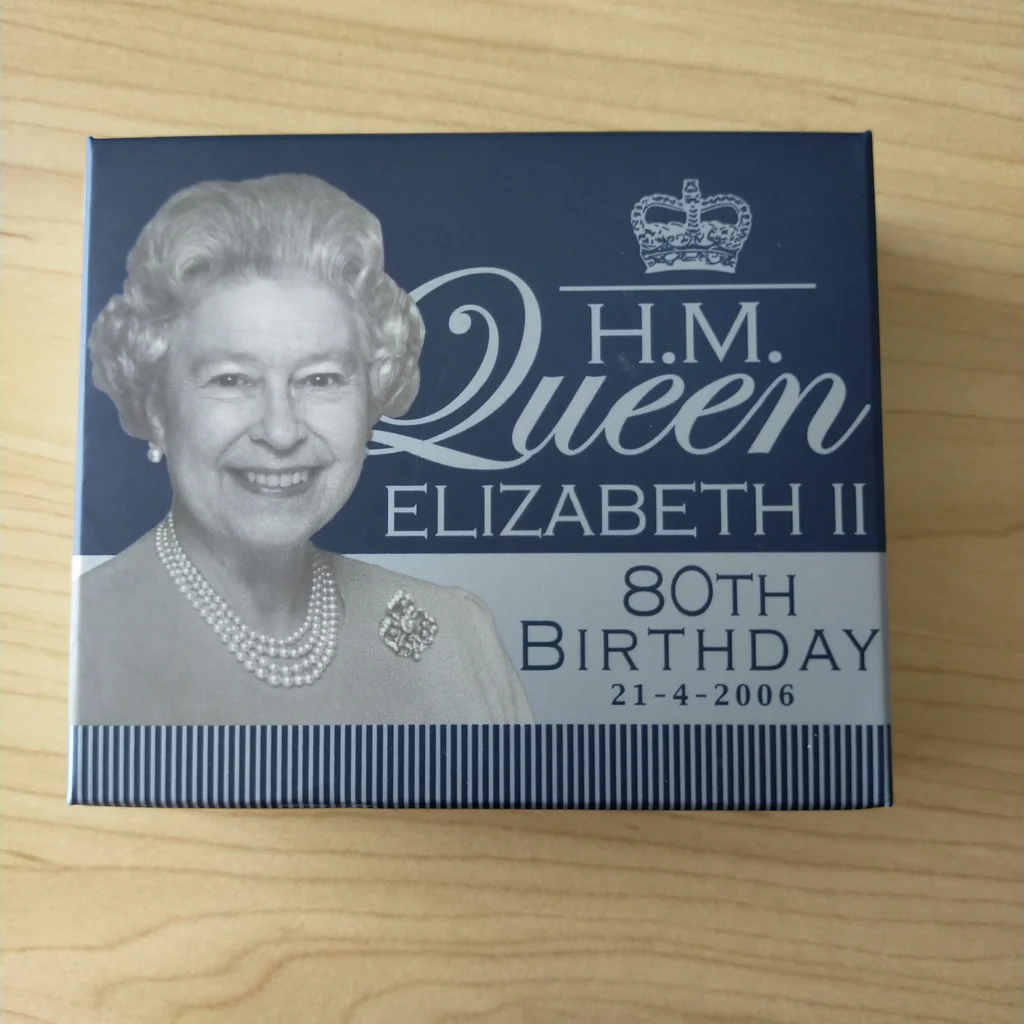 H.M.
Queen
ELIZABETH II
80TH
BIRTHDAY
21-4-2006